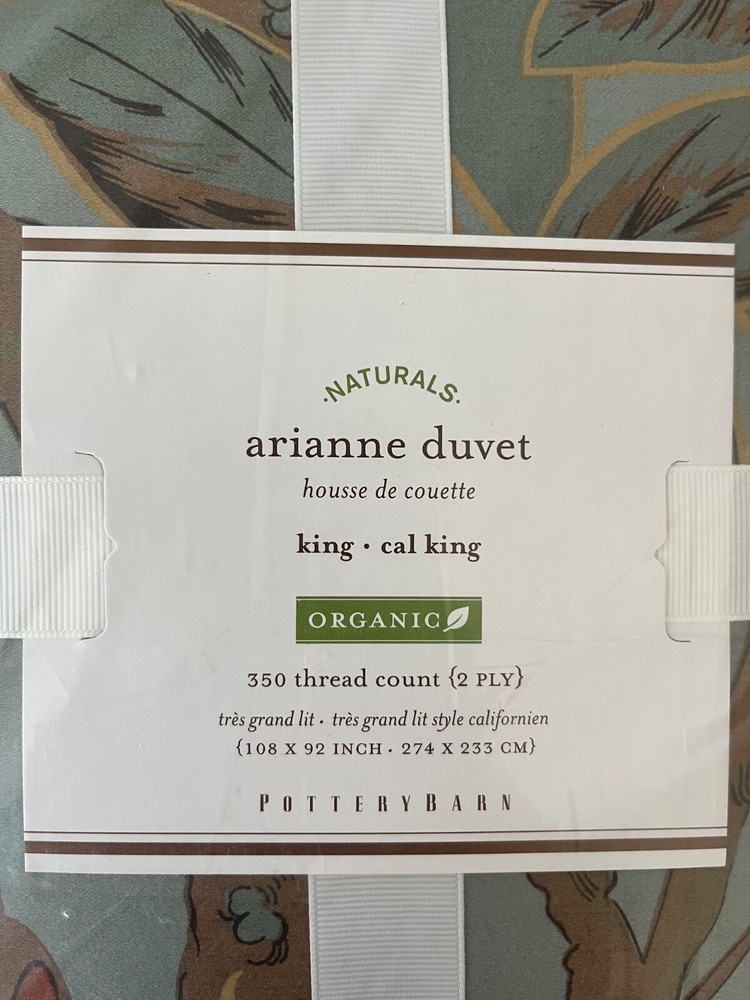 ·NATURALS·
arianne duvet
housse de couette
king · cal king
ORGANIC
350 thread count {2 PLY}
très grand lit · très grand lit style californien
{108 X 92 INCH · 274 X 233 CM}
POTTERYBARN